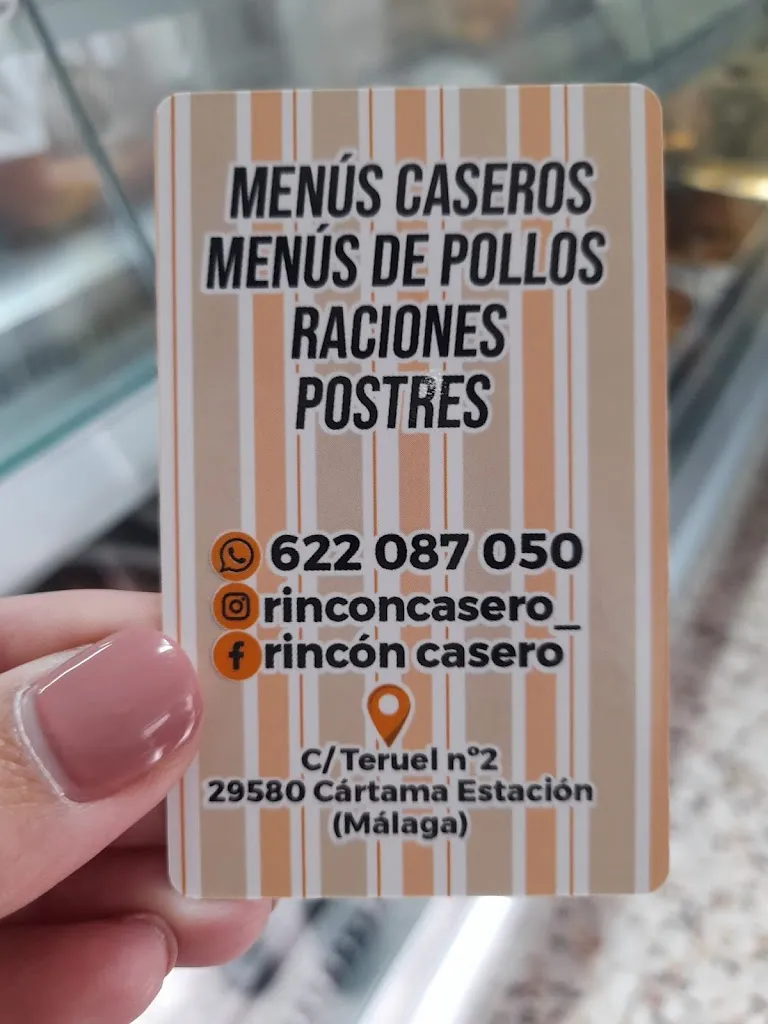 MENÚS CASEROS
MENÚS DE POLLOS
RACIONES
POSTRES
622 087 050
rinconcasero_
rincón casero
C/Teruel nº2
29580 Cártama Estación
(Málaga)